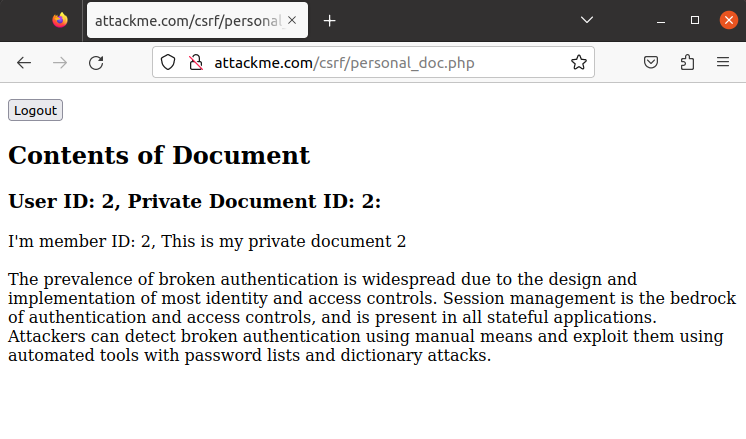 attackme.com/csrf/personal_
attackme.com/csrf/personal_doc.php
Logout
Contents of Document
User ID: 2, Private Document ID: 2:
I'm member ID: 2, This is my private document 2
The prevalence of broken authentication is widespread due to the design and
implementation of most identity and access controls. Session management is the bedrock
of authentication and access controls, and is present in all stateful applications.
Attackers can detect broken authentication using manual means and exploit them using
automated tools with password lists and dictionary attacks.